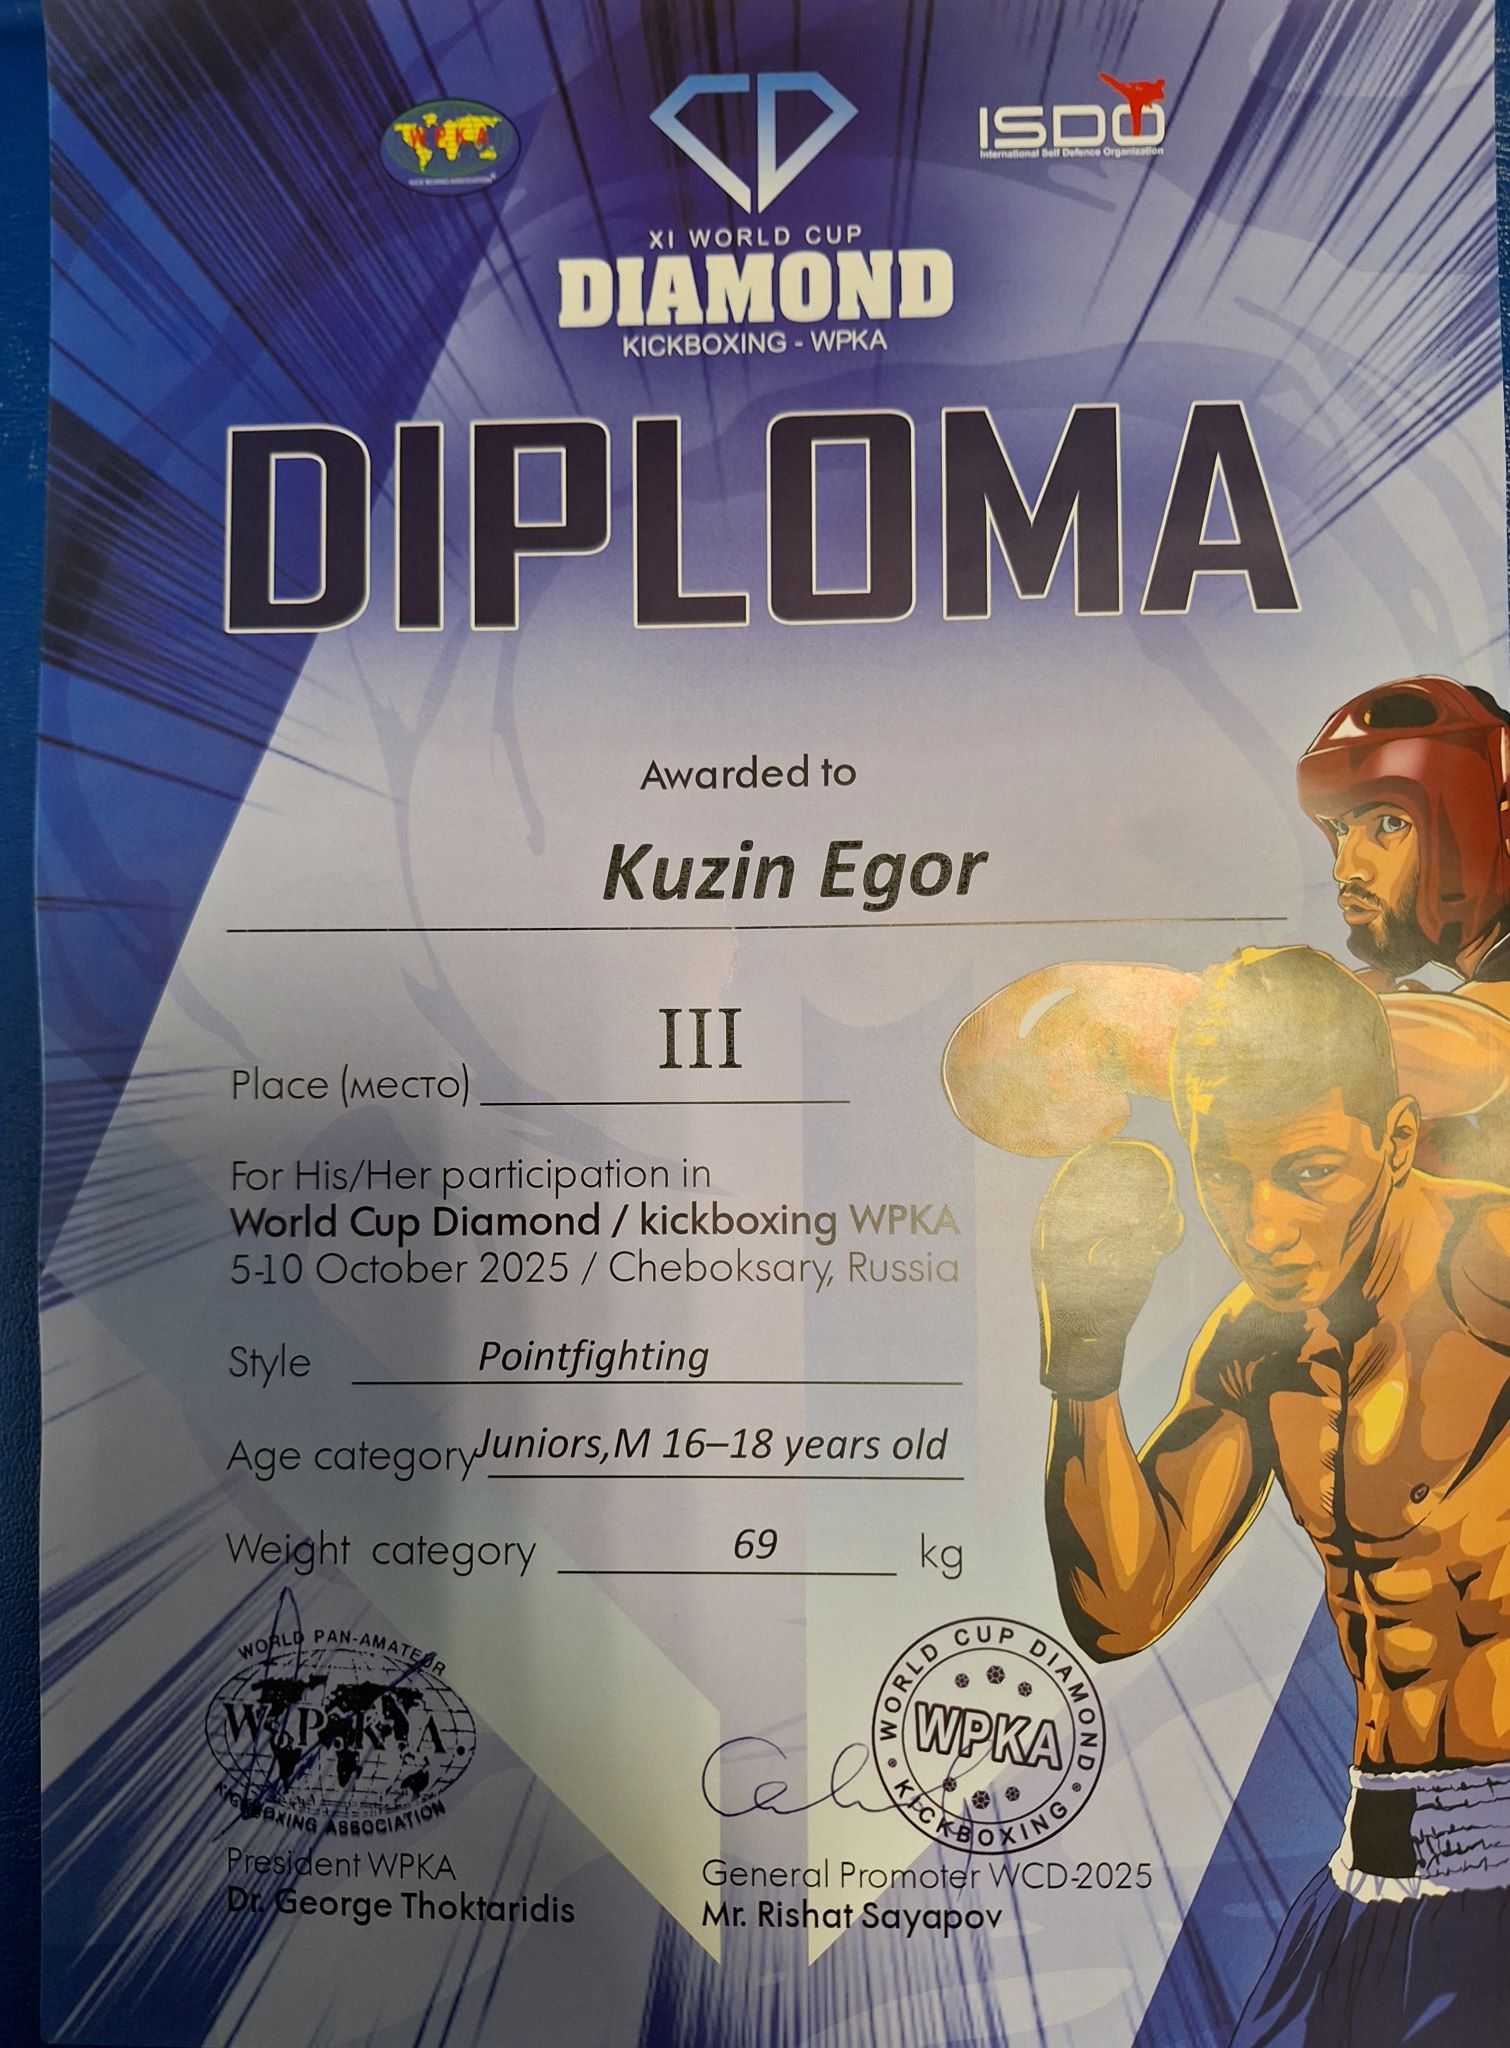 WPKA
ISDO
International Self Defence Organization
XI WORLD CUP
DIAMOND
KICKBOXING - WPKA
DIPLOMA
Awarded to
Kuzin Egor
III
Place (место)
For His/Her participation in
World Cup Diamond / kickboxing WPKA
5-10 October 2025 / Cheboksary, Russia
Style Pointfighting
Age category Juniors,M 16–18 years old
Weight category 69 kg
WORLD PAN-AMATEUR
W.P.K.A.
KICKBOXING ASSOCIATION
WORLD CUP DIAMOND
WPKA
KICKBOXING
President WPKA
Dr. George Thoktaridis
General Promoter WCD-2025
Mr. Rishat Sayapov